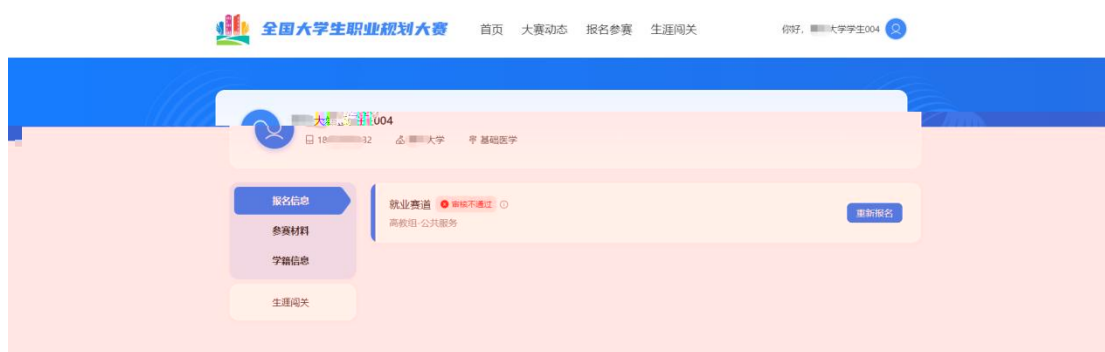 全国大学生职业规划大赛 首页 大赛动态 报名参赛 生涯闯关 你好, 大学学生004
004
18 32 大学 基础医学
报名信息
参赛材料
学籍信息
生涯闯关
就业赛道 审核不通过
高教组-公共服务
重新报名